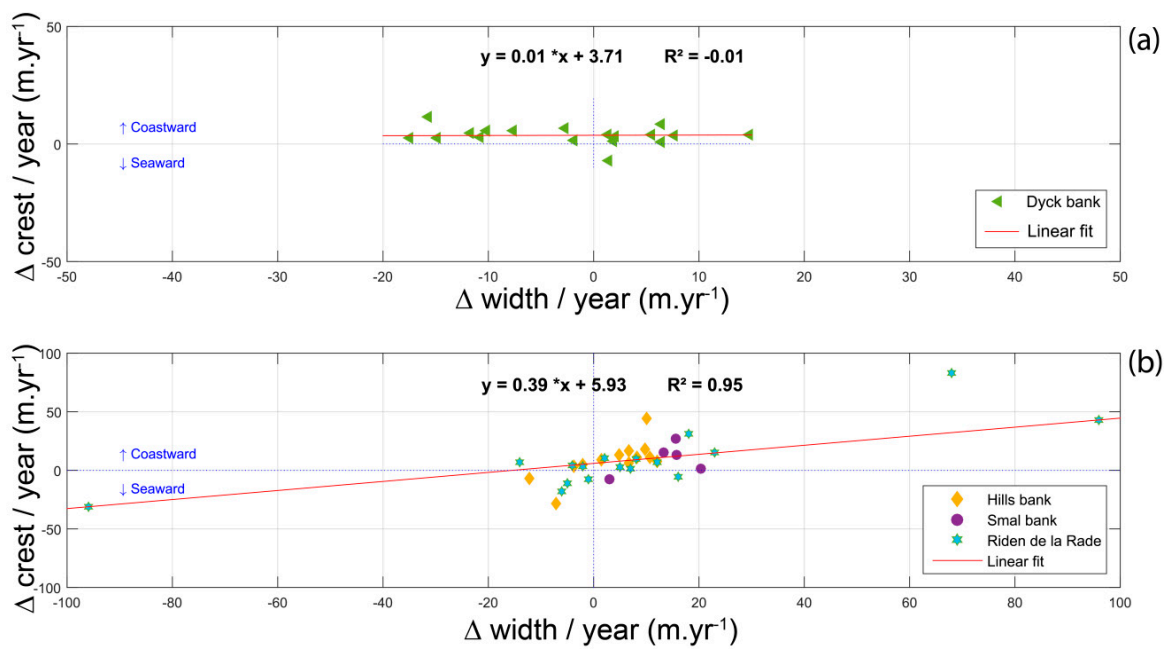 (a)
y = 0.01 *x + 3.71 R² = -0.01
↑ Coastward
↓ Seaward
Dyck bank
Linear fit
50
0
-50
-50 -40 -30 -20 -10 0 10 20 30 40 50
Δ crest / year (m.yr⁻¹)
Δ width / year (m.yr⁻¹)
(b)
y = 0.39 *x + 5.93 R² = 0.95
↑ Coastward
↓ Seaward
Hills bank
Smal bank
Riden de la Rade
Linear fit
100
50
0
-50
-100
-100 -80 -60 -40 -20 0 20 40 60 80 100
Δ crest / year (m.yr⁻¹)
Δ width / year (m.yr⁻¹)